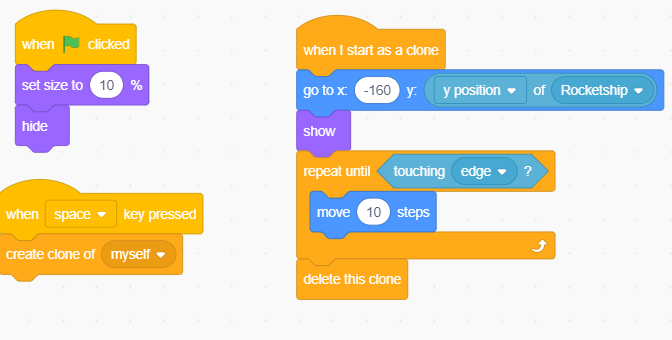 when clicked
set size to 10 %
hide
when space key pressed
create clone of myself
when I start as a clone
go to x: -160 y: y position of Rocketship
show
repeat until touching edge ?
move 10 steps
delete this clone